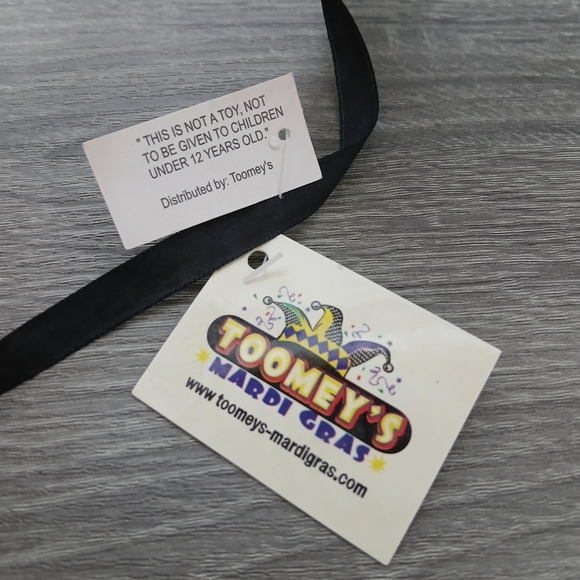 "THIS IS NOT A TOY, NOT
TO BE GIVEN TO CHILDREN
UNDER 12 YEARS OLD."
Distributed by: Toomey's
TOOMEY'S
MARDI GRAS
www.toomeys-mardigras.com